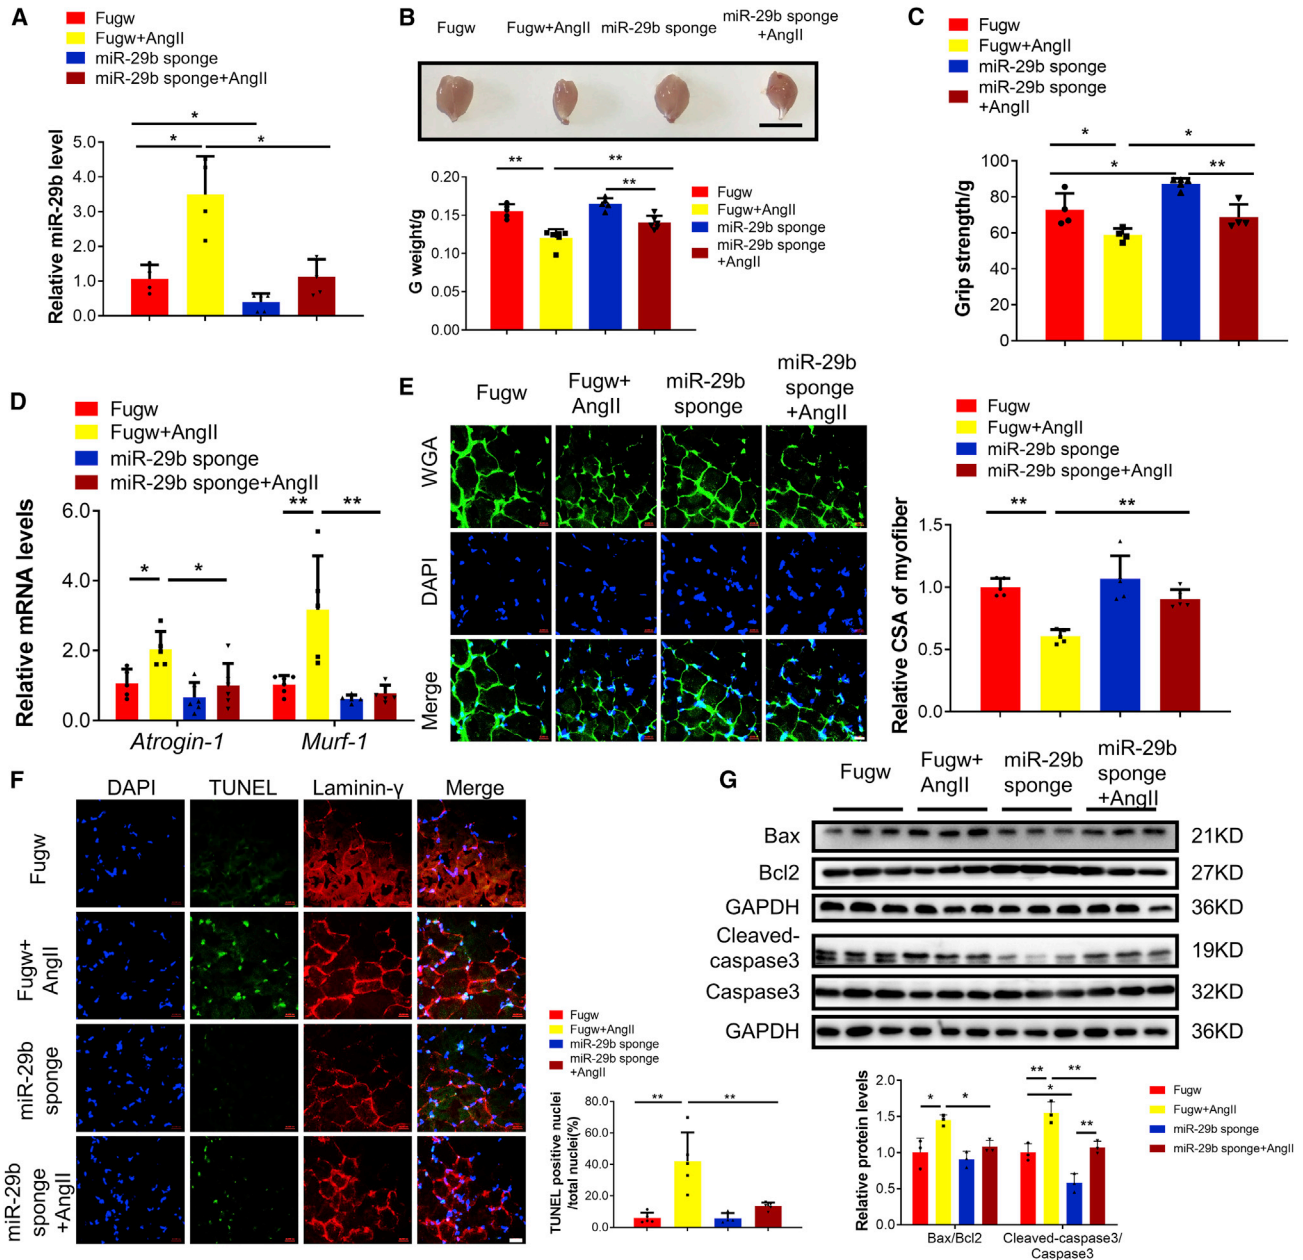 A
Fugw
Fugw+AngII
miR-29b sponge
miR-29b sponge+AngII
Relative miR-29b level
5.0
4.0
3.0
2.0
1.0
0.0
*
*
*
B
Fugw
Fugw+AngII
miR-29b sponge
miR-29b sponge
+AngII
G weight/g
0.20
0.15
0.10
0.05
0.00
**
**
**
Fugw
Fugw+AngII
miR-29b sponge
miR-29b sponge
+AngII
C
Fugw
Fugw+AngII
miR-29b sponge
miR-29b sponge
+AngII
Grip strength/g
100
80
60
40
20
0
*
*
*
**
D
Fugw
Fugw+AngII
miR-29b sponge
miR-29b sponge+AngII
Relative mRNA levels
6.0
4.0
2.0
0.0
*
*
**
**
Atrogin-1
Murf-1
E
Fugw
Fugw+
AngII
miR-29b
sponge
miR-29b
sponge
+AngII
WGA
DAPI
Merge
Fugw
Fugw+AngII
miR-29b sponge
miR-29b sponge+AngII
Relative CSA of myofiber
1.5
1.0
0.5
0.0
**
**
F
DAPI
TUNEL
Laminin-γ
Merge
Fugw
Fugw+
AngII
miR-29b
sponge
miR-29b
sponge
+AngII
Fugw
Fugw+AngII
miR-29b sponge
miR-29b sponge
+AngII
TUNEL positive nuclei
/total nuclei(%)
80.0
60.0
40.0
20.0
0.0
**
**
G
Fugw
Fugw+
AngII
miR-29b
sponge
miR-29b
sponge
+AngII
Bax
21KD
Bcl2
27KD
GAPDH
36KD
Cleaved-
caspase3
19KD
Caspase3
32KD
GAPDH
36KD
Relative protein levels
2.0
1.5
1.0
0.5
0.0
*
*
**
**
*
**
Bax/Bcl2
Cleaved-caspase3/
Caspase3
Fugw
Fugw+AngII
miR-29b sponge
miR-29b sponge+AngII